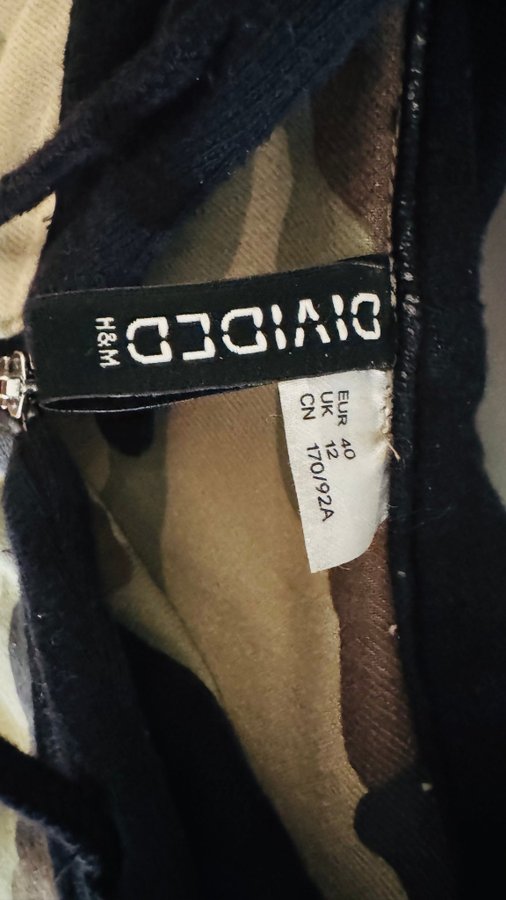 DIVIDED
H&M
EUR 40
UK 12
CN 170/92A